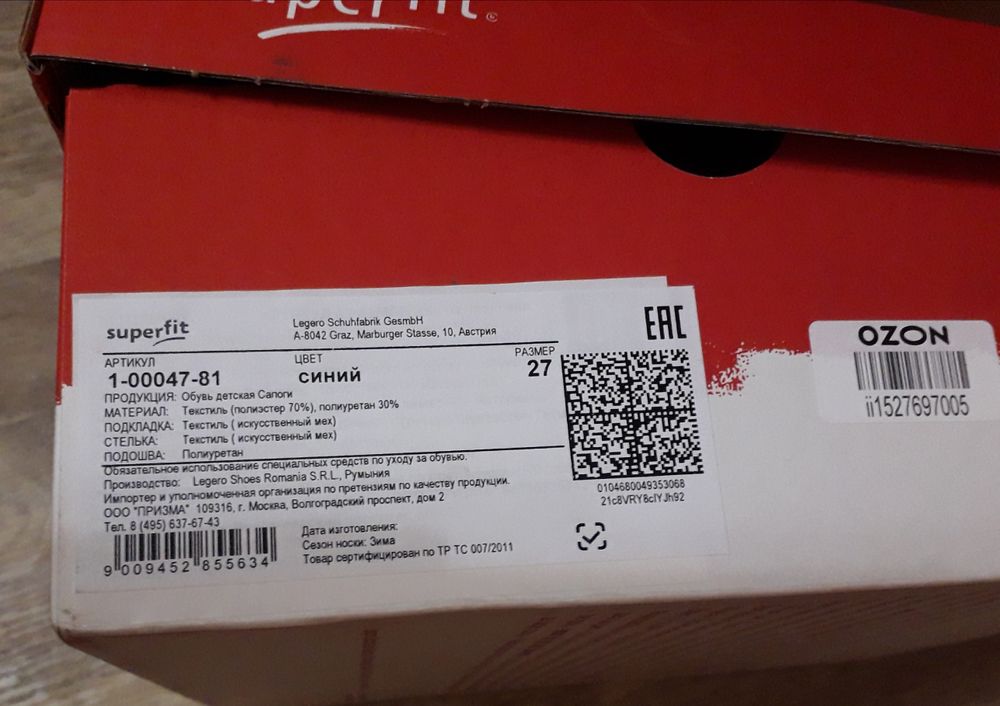 superfit
superfit
Legero Schuhfabrik GesmbH
A-8042 Graz, Marburger Stasse, 10, Австрия
EAC
АРТИКУЛ ЦВЕТ РАЗМЕР
1-00047-81 СИНИЙ 27
ПРОДУКЦИЯ: Обувь детская Сапоги
МАТЕРИАЛ: Текстиль (полиэстер 70%), полиуретан 30%
ПОДКЛАДКА: Текстиль ( искусственный мех)
СТЕЛЬКА: Текстиль ( искусственный мех)
ПОДОШВА: Полиуретан
Обязательное использование специальных средств по уходу за обувью.
Производство: Legero Shoes Romania S.R.L., Румыния
Импортер и уполномоченная организация по претензиям по качеству продукции.
ООО "ПРИЗМА" 109316, г. Москва, Волгоградский проспект, дом 2
Тел. 8 (495) 637-67-43
9 009452 855634
Дата изготовления:
Сезон носки: Зима
Товар сертифицирован по ТР ТС 007/2011
0104680049353068
21c8VRY8clYJh92
OZON
ii1527697005